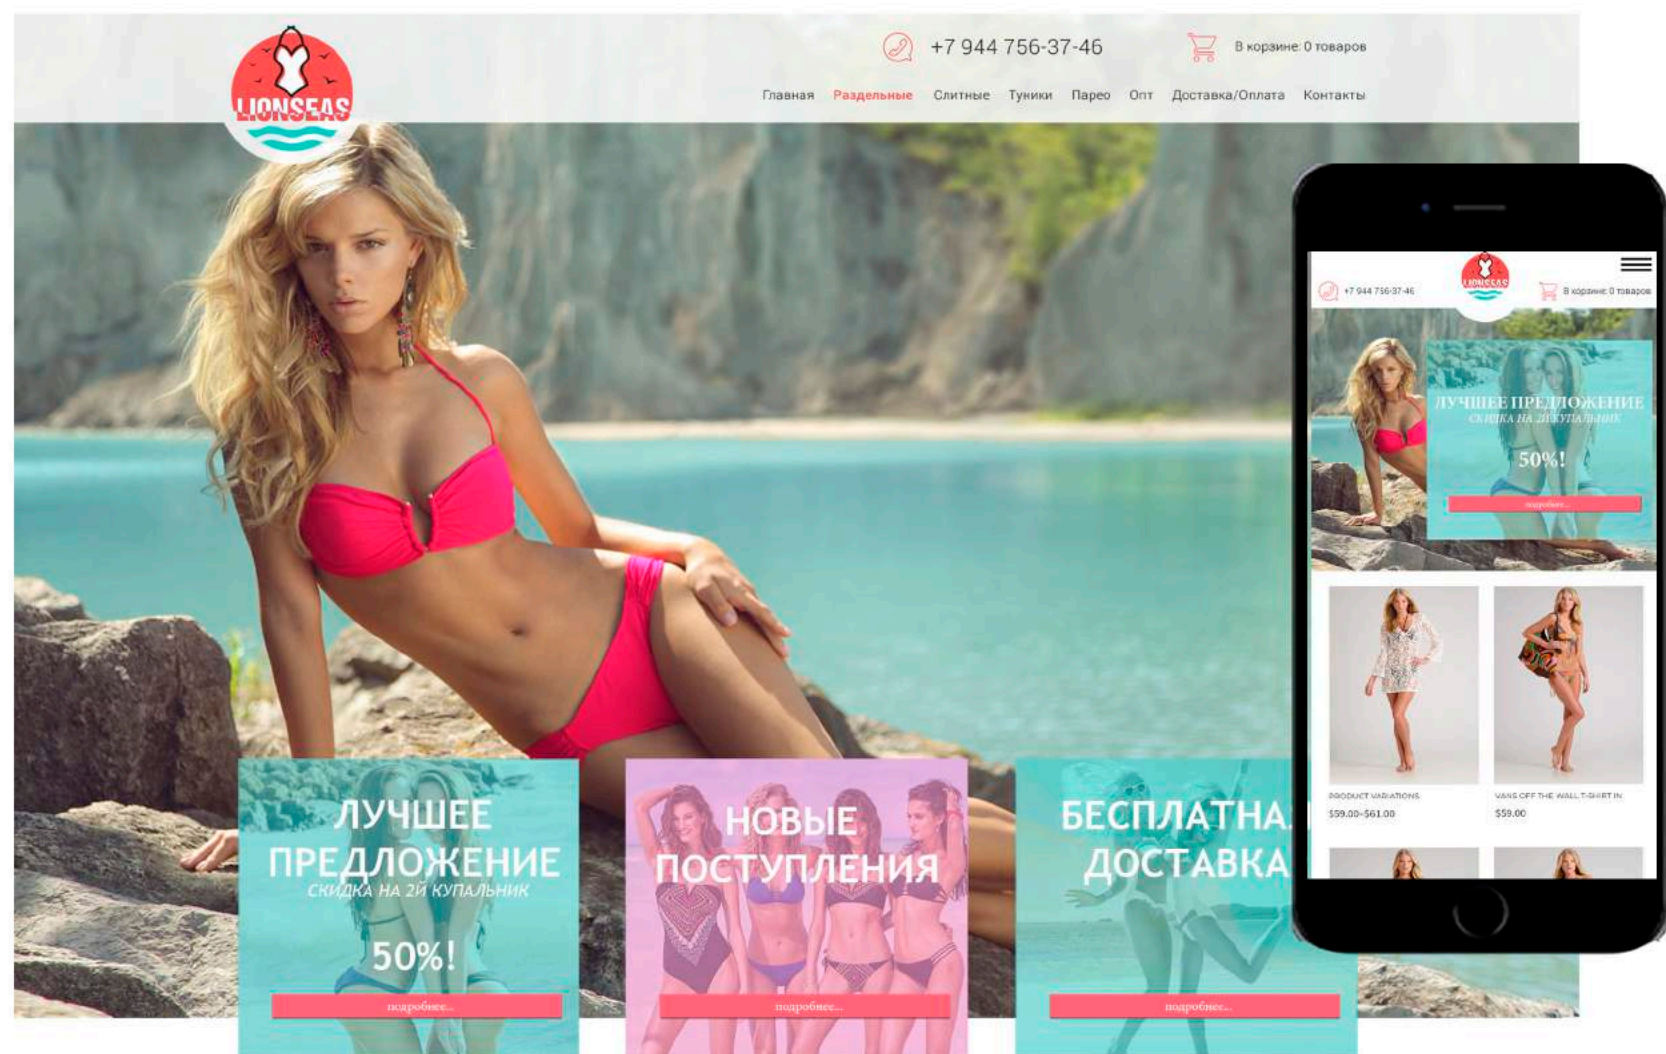 LIONSEAS
+7 944 756-37-46
В корзине: 0 товаров
Главная Раздельные Слитные Туники Парео Опт Доставка/Оплата Контакты
ЛУЧШЕЕ
ПРЕДЛОЖЕНИЕ
СКИДКА НА 2Й КУПАЛЬНИК
50%!
подробнее...
НОВЫЕ
ПОСТУПЛЕНИЯ
подробнее...
БЕСПЛАТНА
ДОСТАВКА
подробнее...
+7 944 756-37-46
LIONSEAS
В корзине: 0 товаров
ЛУЧШЕЕ ПРЕДЛОЖЕНИЕ
СКИДКА НА 2Й КУПАЛЬНИК
50%!
подробнее...
PRODUCT VARIATIONS
$59.00–$61.00
VANS OFF THE WALL T-SHIRT IN
$59.00